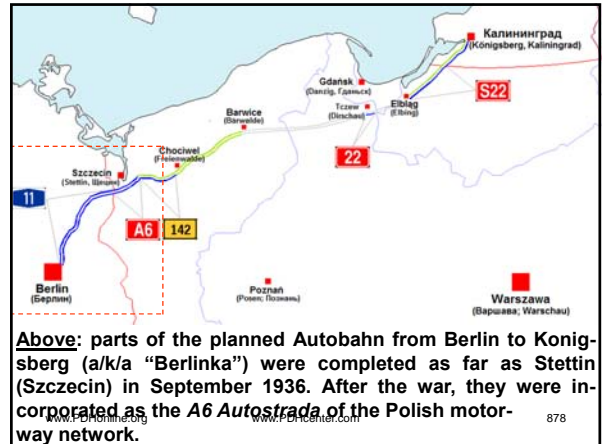 Калининград
(Königsberg, Kaliningrad)
Gdańsk
(Danzig, Гданьск)
S22
Tczew
(Dirschau)
Elbląg
(Elbing)
Barwice
(Barwalde)
22
Chociwel
(Freienwalde)
Szczecin
(Stettin, Щецин)
11
A6
142
Berlin
(Берлин)
Poznań
(Posen; Познань)
Warszawa
(Варшава; Warschau)
Above: parts of the planned Autobahn from Berlin to Konig-
sberg (a/k/a “Berlinka”) were completed as far as Stettin
(Szczecin) in September 1936. After the war, they were in-
corporated as the A6 Autostrada of the Polish motor-
way network.
www.PDHonline.org
www.PDHcenter.com
878